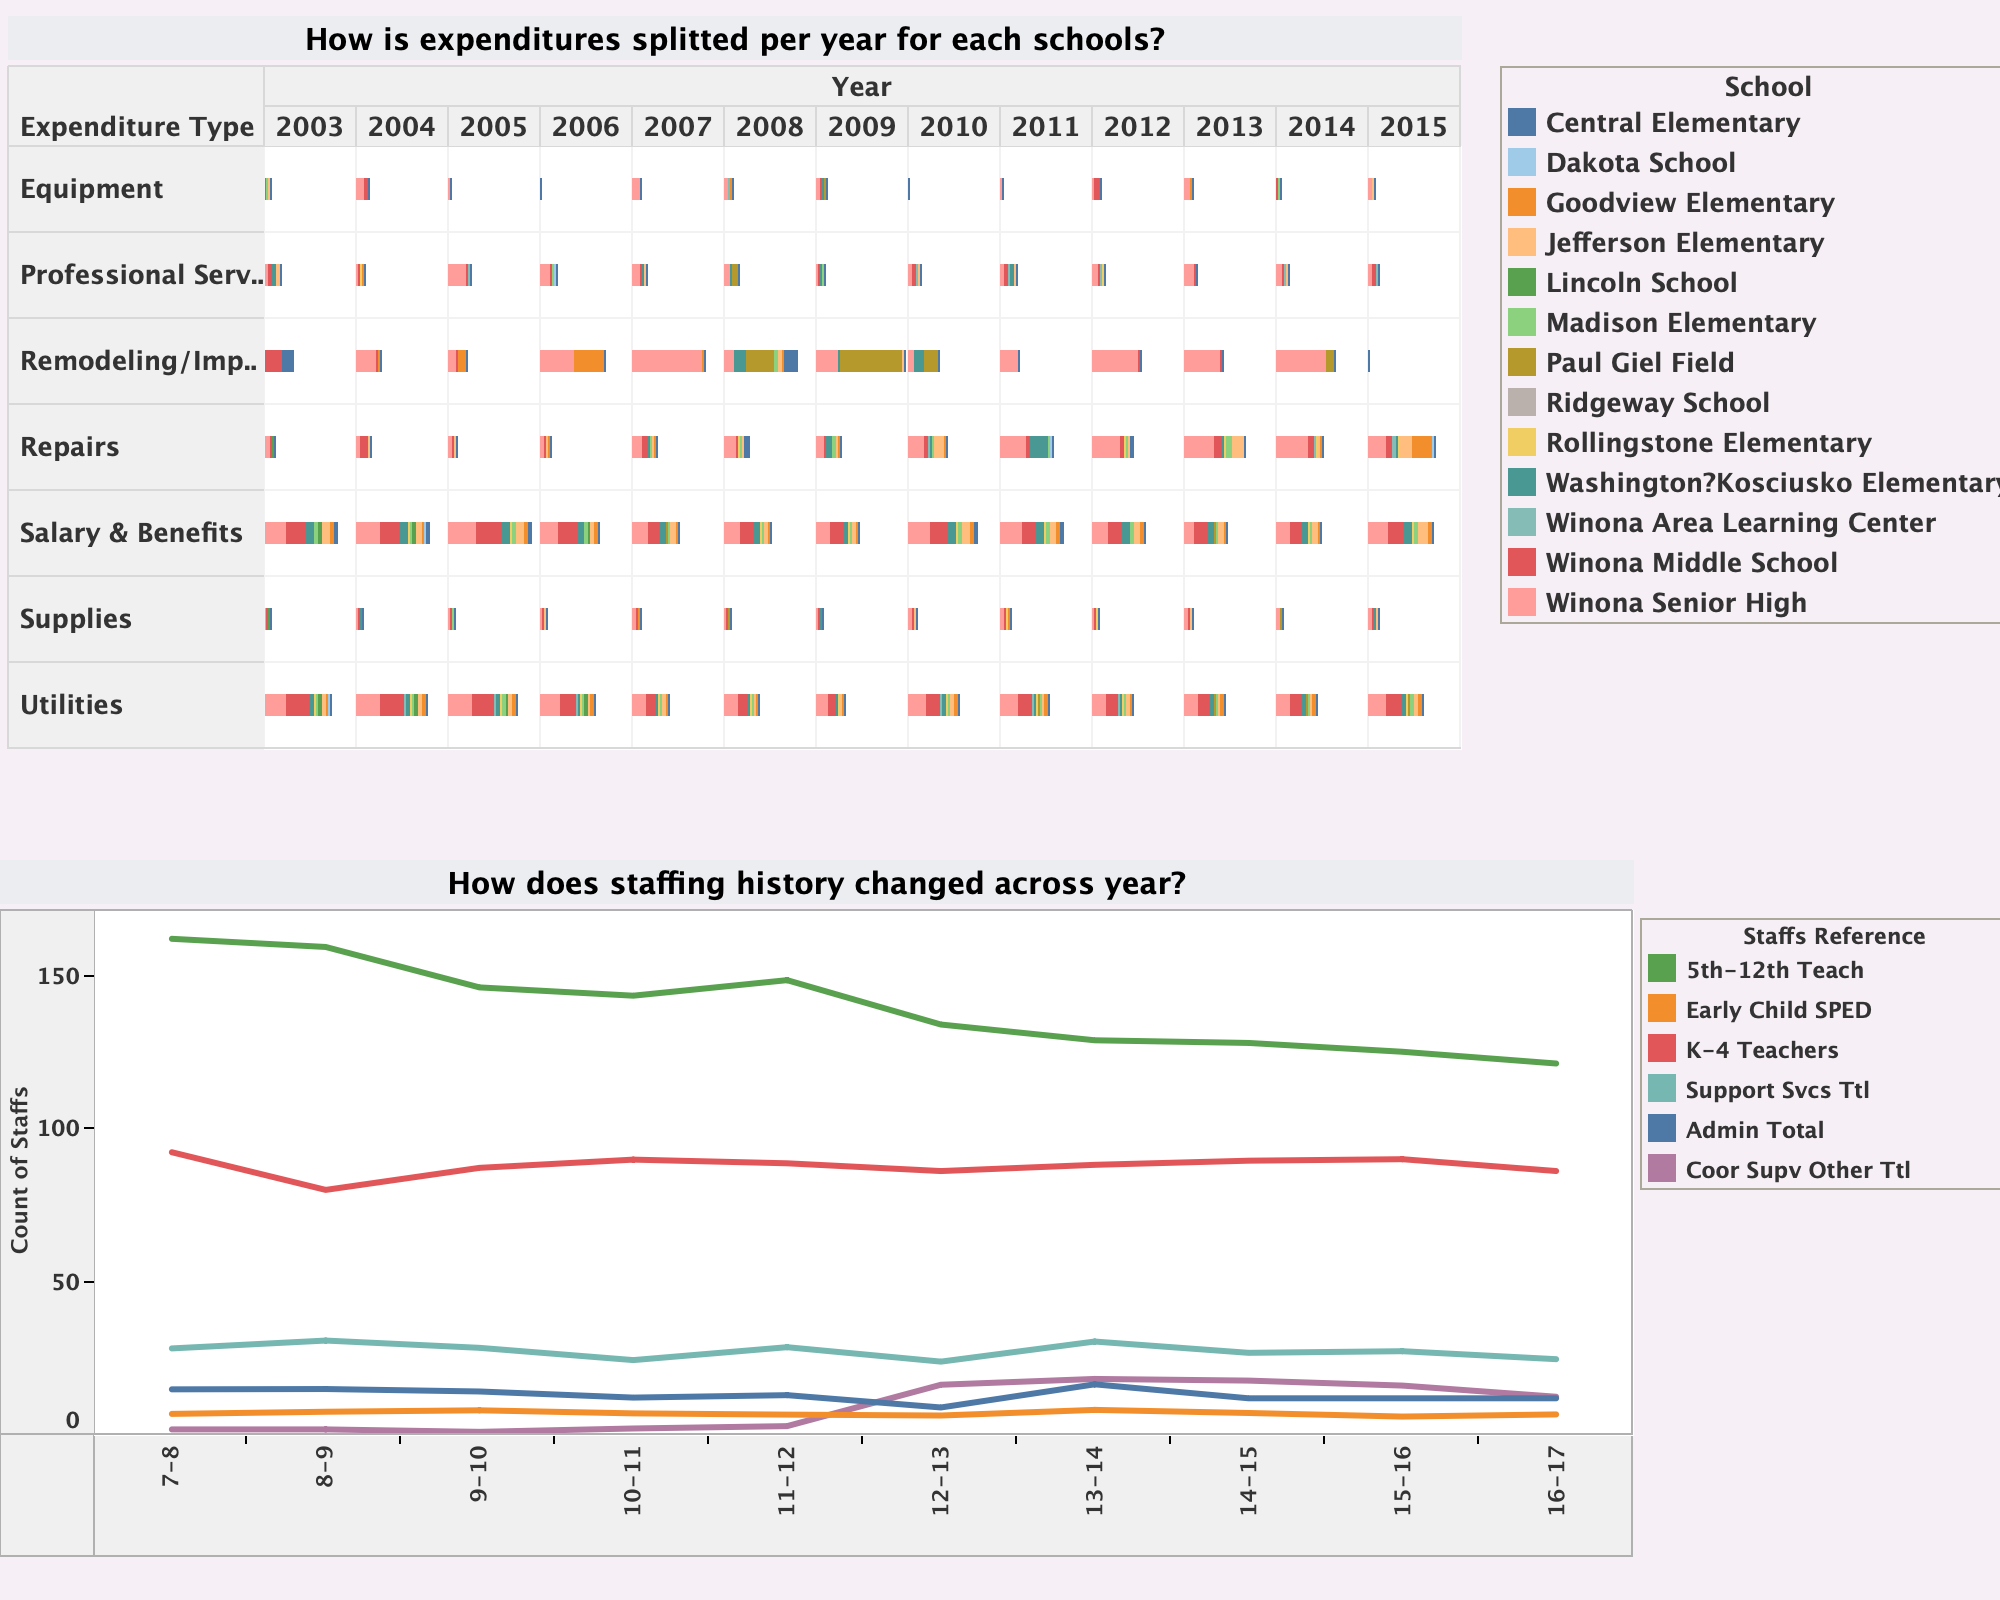 How is expenditures splitted per year for each schools?
Year
Expenditure Type 2003 2004 2005 2006 2007 2008 2009 2010 2011 2012 2013 2014 2015
Equipment
Professional Serv..
Remodeling/Imp..
Repairs
Salary & Benefits
Supplies
Utilities
School
Central Elementary
Dakota School
Goodview Elementary
Jefferson Elementary
Lincoln School
Madison Elementary
Paul Giel Field
Ridgeway School
Rollingstone Elementary
Washington?Kosciusko Elementary
Winona Area Learning Center
Winona Middle School
Winona Senior High
How does staffing history changed across year?
Count of Staffs
150
100
50
0
7-8 8-9 9-10 10-11 11-12 12-13 13-14 14-15 15-16 16-17
Staffs Reference
5th-12th Teach
Early Child SPED
K-4 Teachers
Support Svcs Ttl
Admin Total
Coor Supv Other Ttl